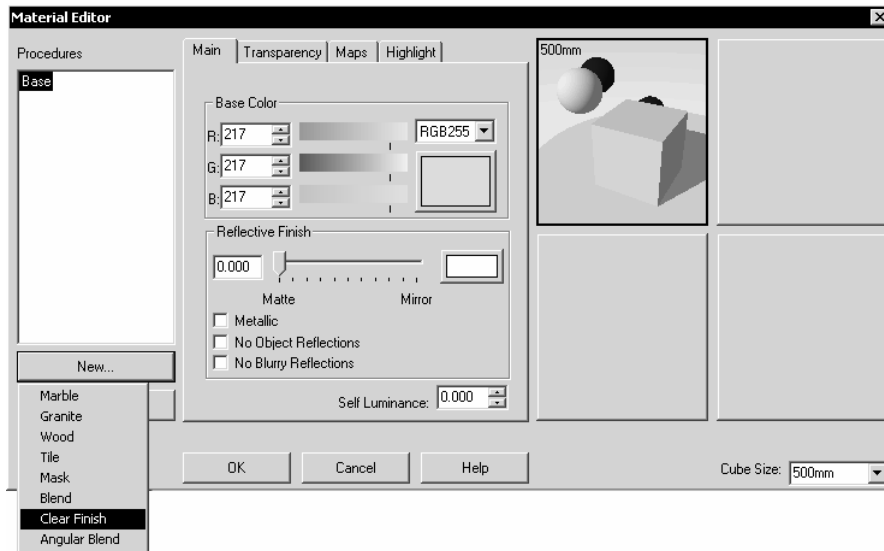 Material Editor
Procedures
Base
New...
Marble
Granite
Wood
Tile
Mask
Blend
Clear Finish
Angular Blend
Main
Transparency
Maps
Highlight
Base Color
R: 217
RGB255
G: 217
B: 217
Reflective Finish
0.000
Matte
Mirror
Metallic
No Object Reflections
No Blurry Reflections
Self Luminance: 0.000
OK
Cancel
Help
500mm
Cube Size: 500mm